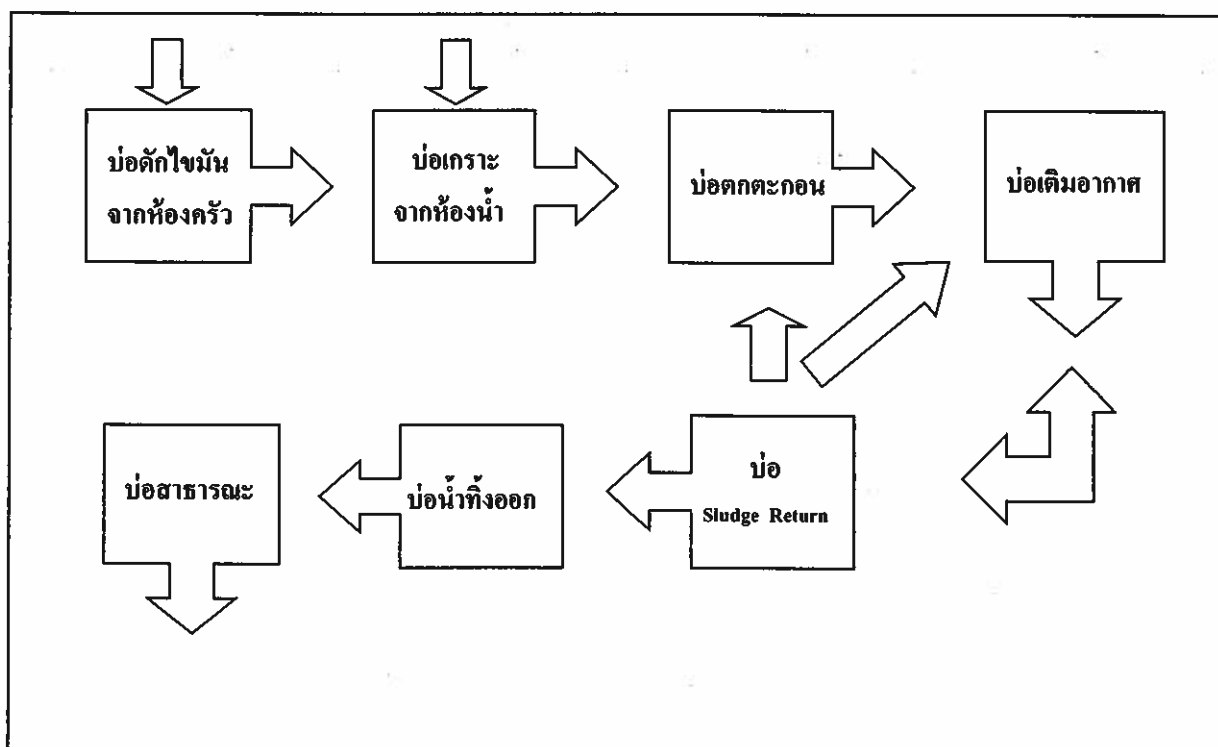 บ่อดักไขมัน
จากห้องครัว
บ่อเกราะ
จากห้องน้ำ
บ่อตกตะกอน
บ่อเติมอากาศ
บ่อสาธารณะ
บ่อน้ำทิ้งออก
บ่อ
Sludge Return